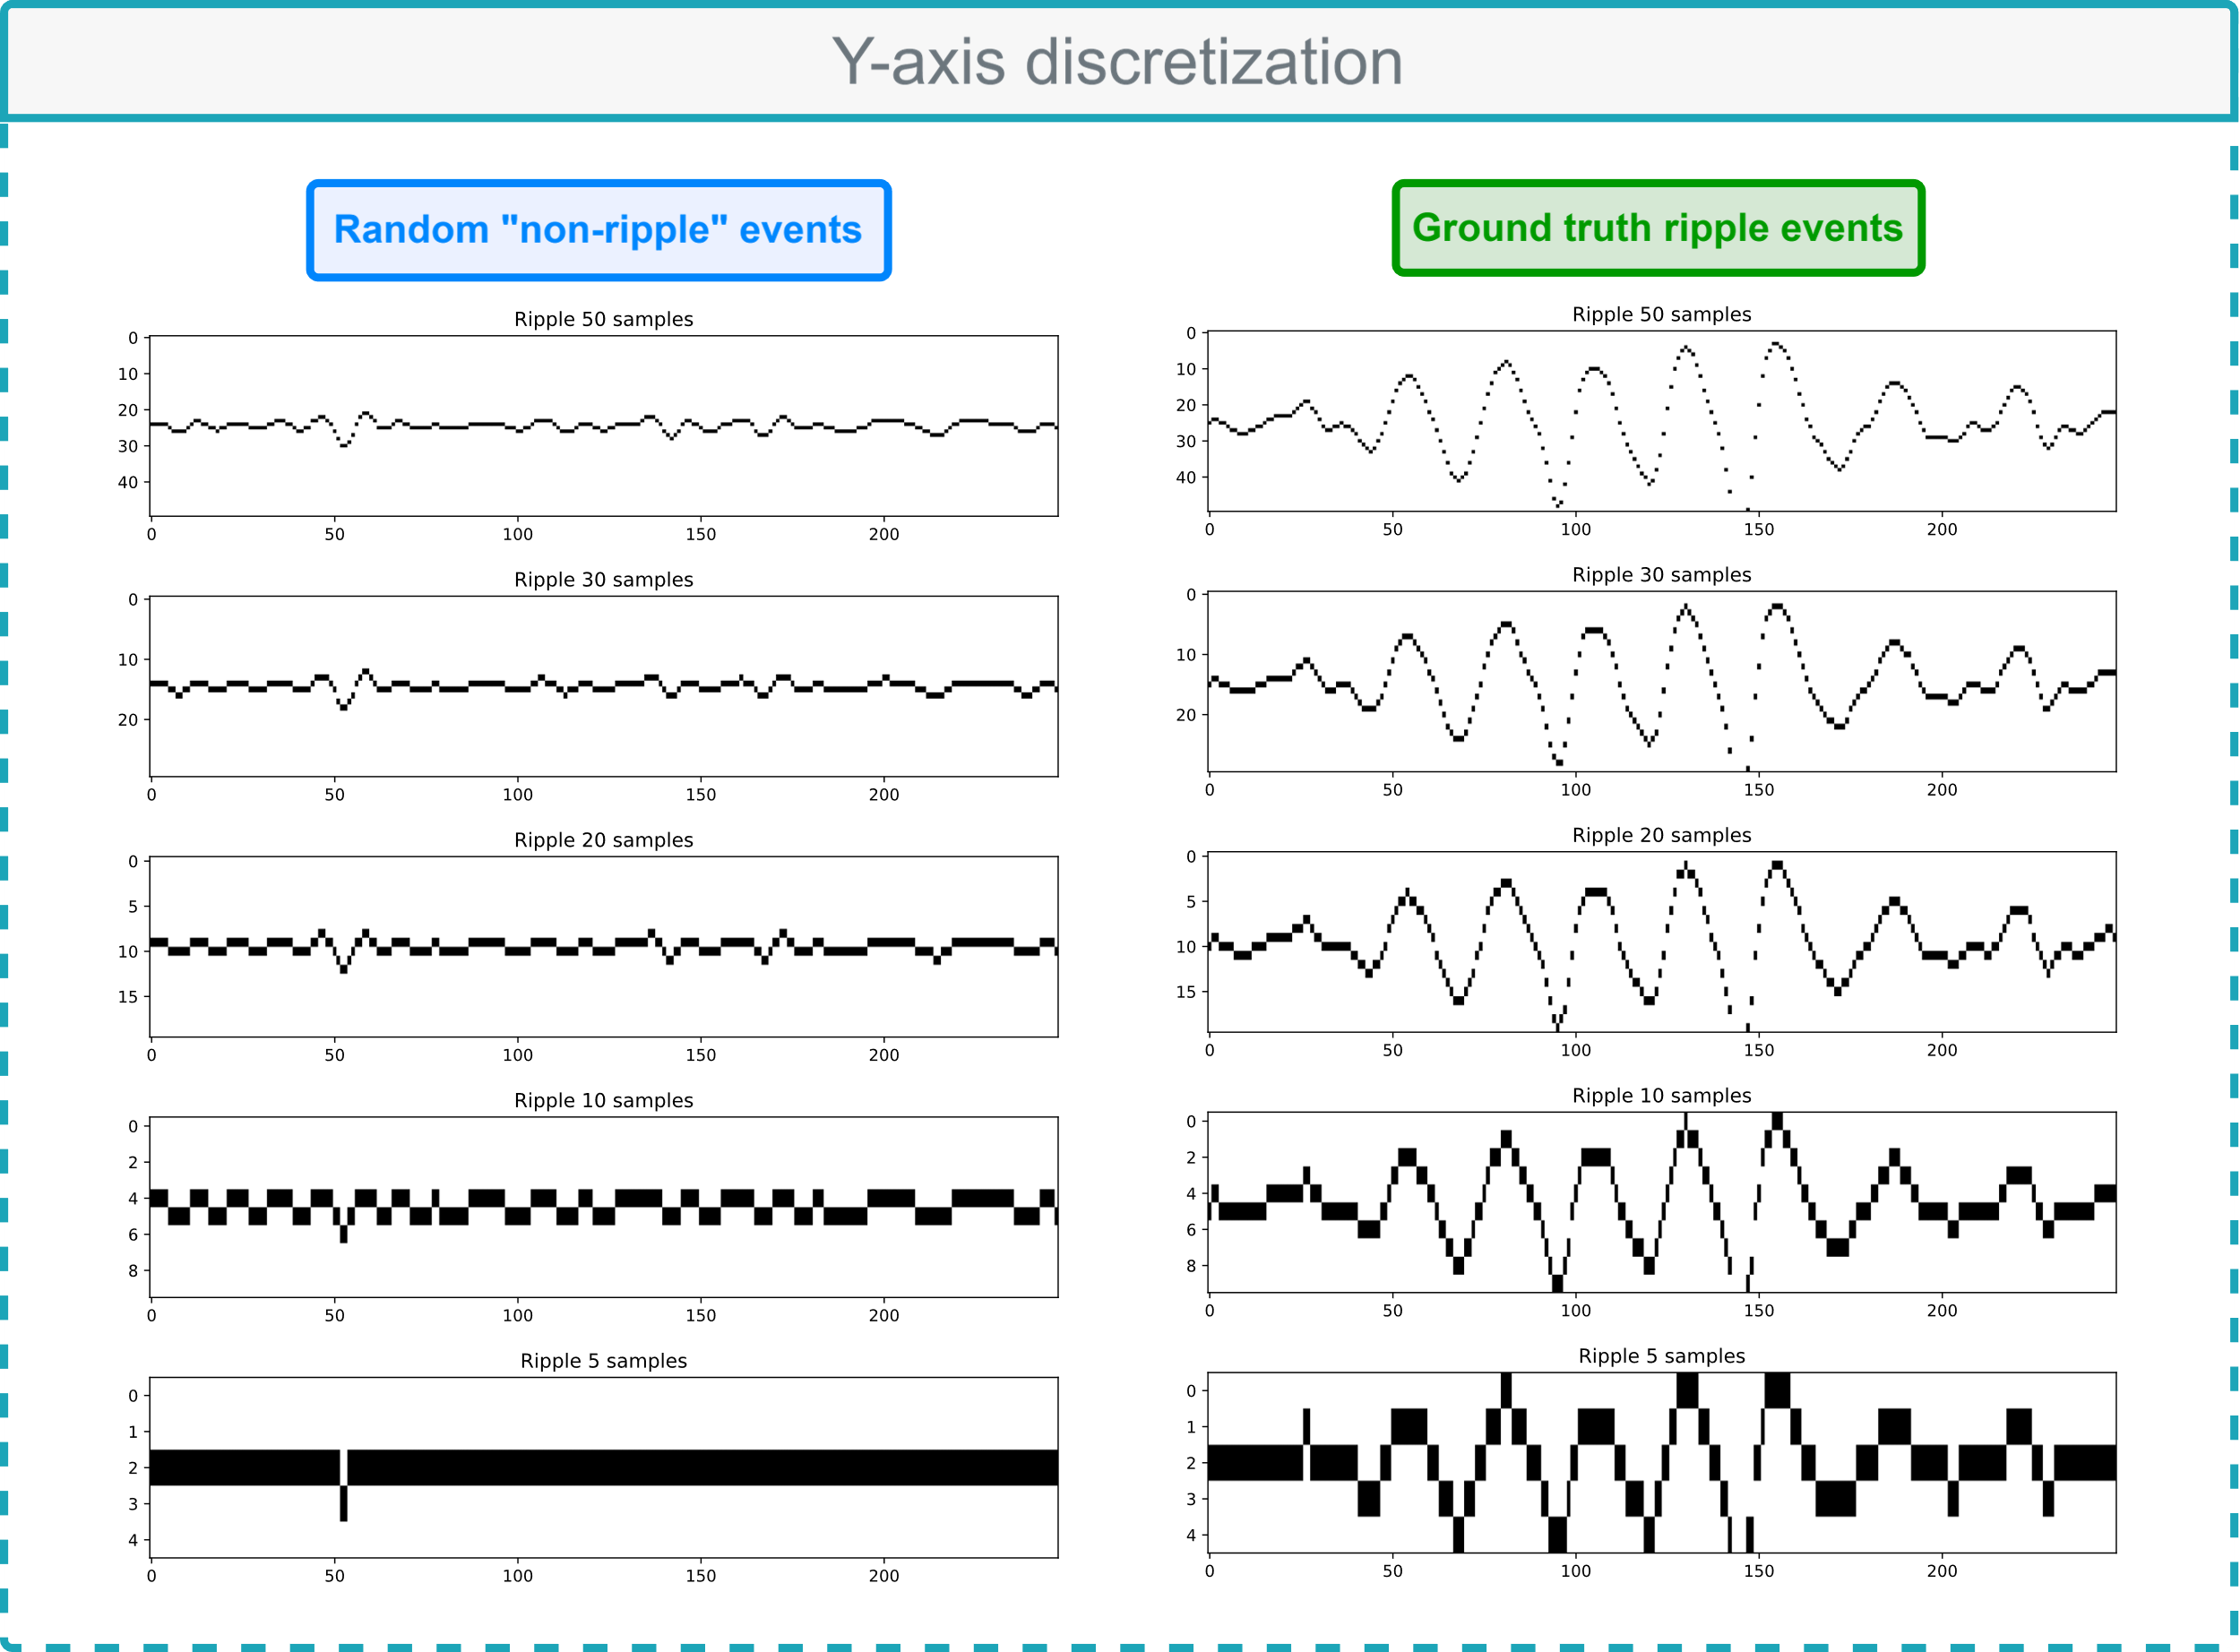 Y-axis discretization
Random "non-ripple" events
Ground truth ripple events
Ripple 50 samples
0
10
20
30
40
0 50 100 150 200
Ripple 50 samples
0
10
20
30
40
0 50 100 150 200
Ripple 30 samples
0
10
20
0 50 100 150 200
Ripple 30 samples
0
10
20
0 50 100 150 200
Ripple 20 samples
0
5
10
15
0 50 100 150 200
Ripple 20 samples
0
5
10
15
0 50 100 150 200
Ripple 10 samples
0
2
4
6
8
0 50 100 150 200
Ripple 10 samples
0
2
4
6
8
0 50 100 150 200
Ripple 5 samples
0
1
2
3
4
0 50 100 150 200
Ripple 5 samples
0
1
2
3
4
0 50 100 150 200